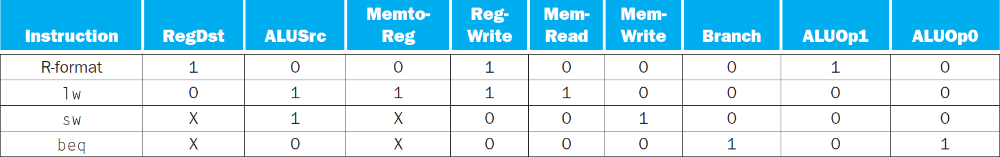 Instruction RegDst ALUSrc Memto-Reg Reg-Write Mem-Read Mem-Write Branch ALUOp1 ALUOp0
R-format 1 0 0 1 0 0 0 1 0
lw 0 1 1 1 1 0 0 0 0
sw X 1 X 0 0 1 0 0 0
beq X 0 X 0 0 0 1 0 1